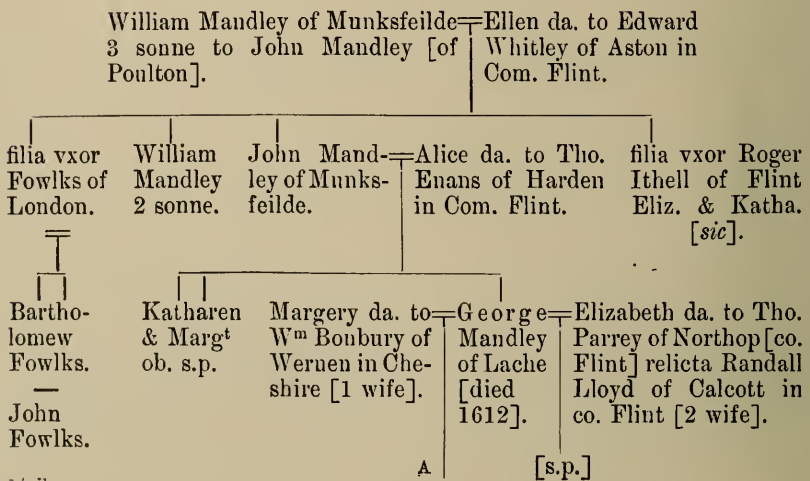 William Mandley of Munksfeilde
3 sonne to John Mandley [of
Poulton].
Ellen da. to Edward
Whitley of Aston in
Com. Flint.
filia vxor
Fowlks of
London.
William
Mandley
2 sonne.
John Mand-
ley of Munks-
feilde.
Alice da. to Tho.
Euans of Harden
in Com. Flint.
filia vxor Roger
Ithell of Flint
Eliz. & Katha.
[sic].
Bartho-
lomew
Fowlks.
—
John
Fowlks.
Katharen
& Margt
ob. s.p.
Margery da. to
Wm Bonbury of
Wernen in Che-
shire [1 wife].
George
Mandley
of Lache
[died
1612].
Elizabeth da. to Tho.
Parrey of Northop [co.
Flint] relicta Randall
Lloyd of Calcott in
co. Flint [2 wife].
A
[s.p.]